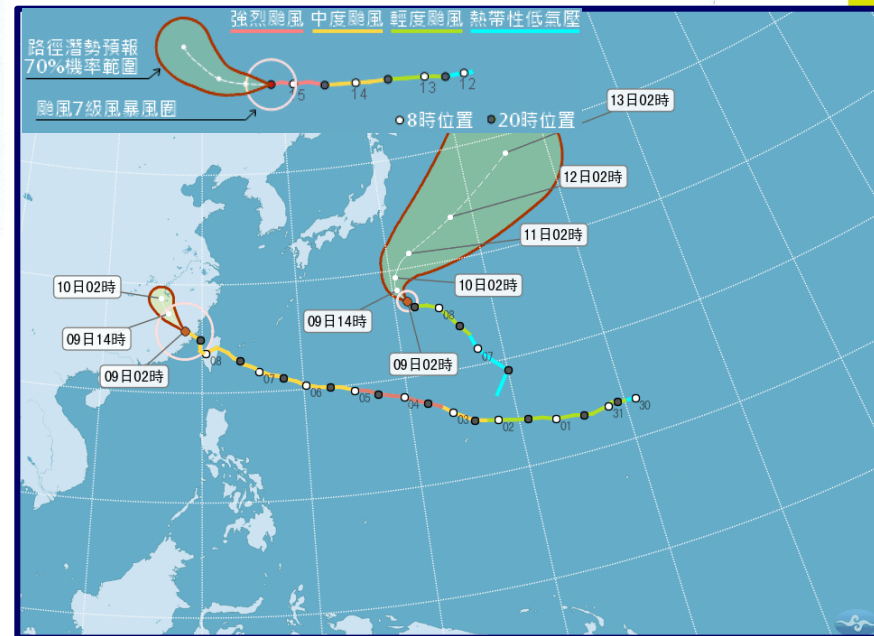 強烈颱風 中度颱風 輕度颱風 熱帶性低氣壓
路徑潛勢預報
70%機率範圍
15 14 13 12
颱風7級風暴風圈
8時位置 20時位置
13日02時
12日02時
11日02時
10日02時
10日02時
09日14時
09日14時
09日02時
09日02時
08
07
08
07
06
05
04
03
02
01
31
30